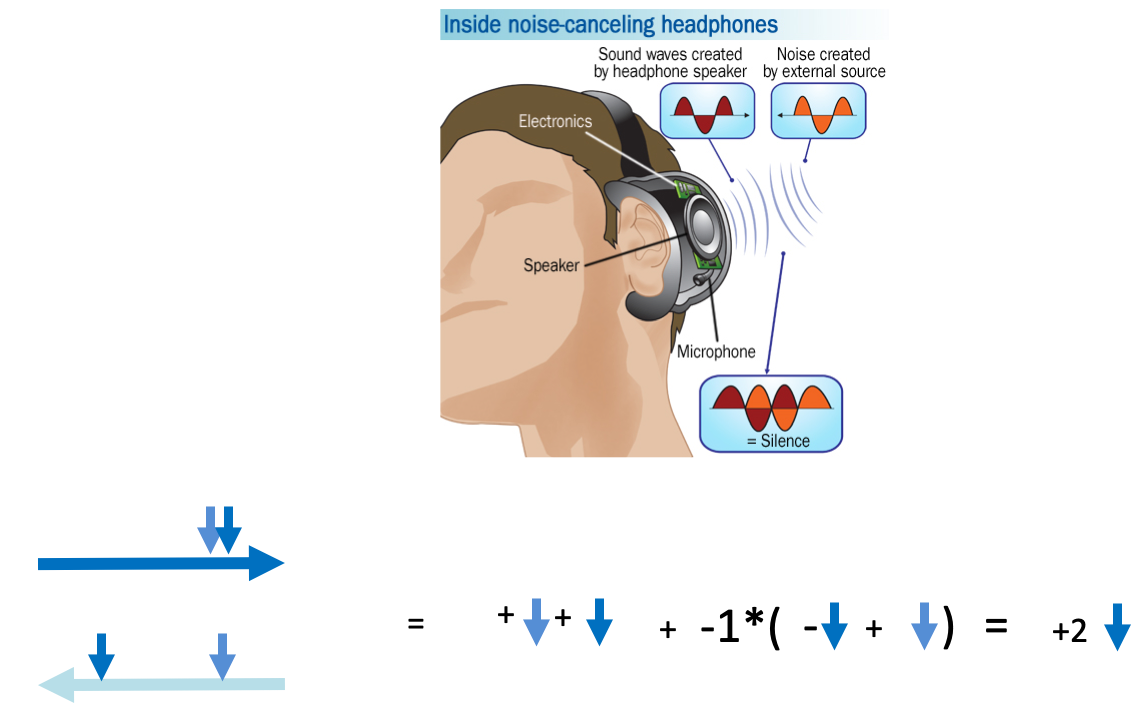 Inside noise-canceling headphones
Sound waves created
by headphone speaker
Noise created
by external source
Electronics
Speaker
Microphone
= Silence
= + + + -1*( - + ) = +2